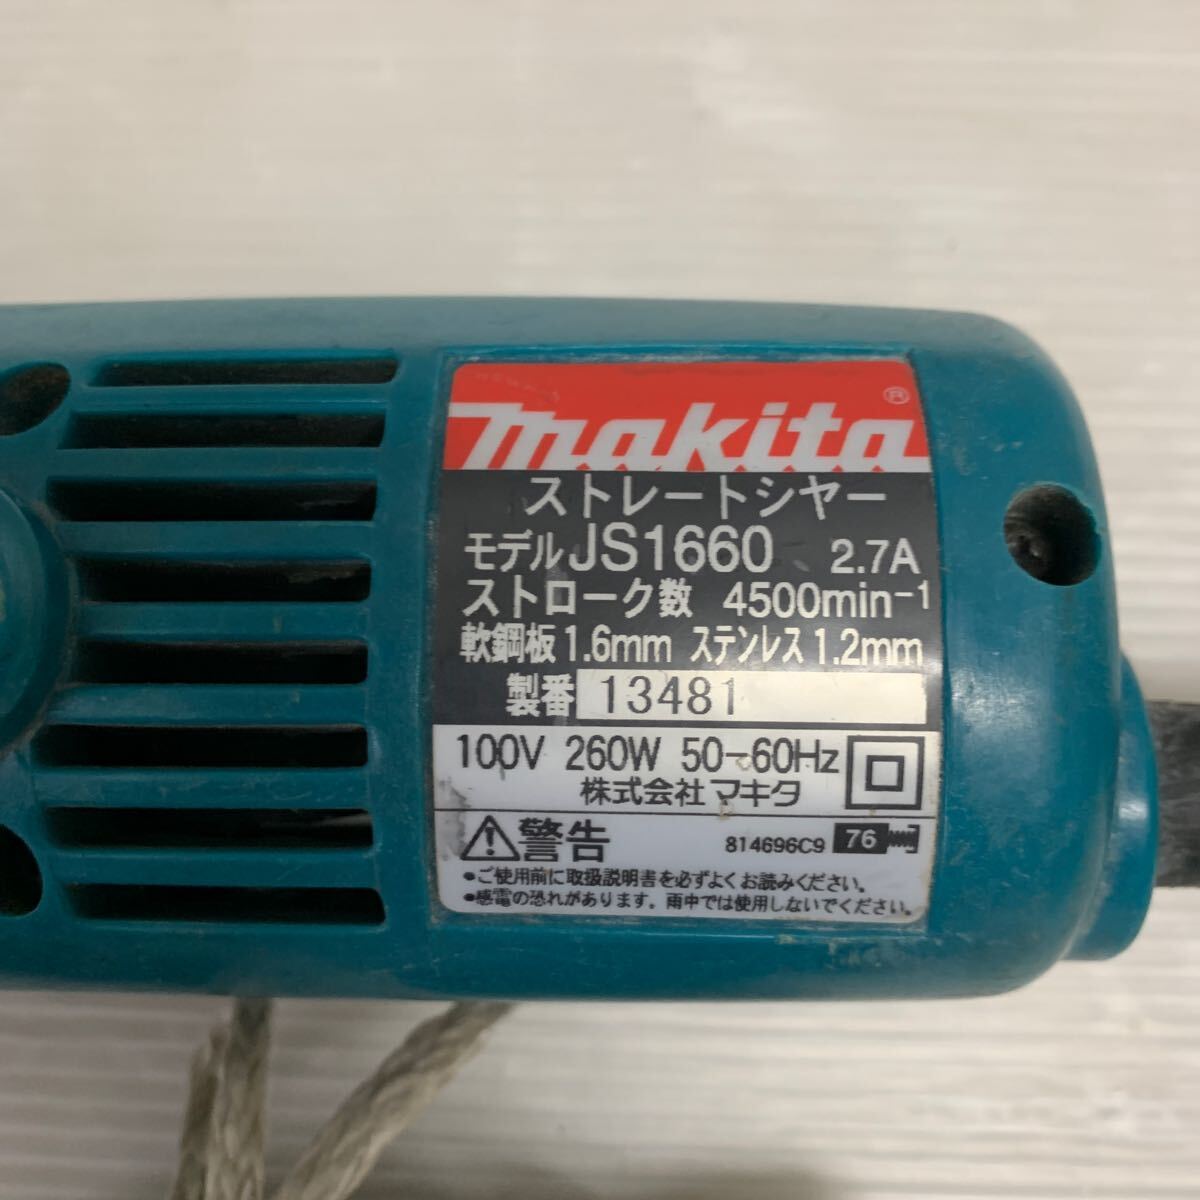 makita®
ストレートシヤー
モデル JS1660 2.7A
ストローク数 4500min⁻¹
軟鋼板 1.6mm ステンレス 1.2mm
製番 13481
100V 260W 50-60Hz
株式会社 マキタ
警告 814696C9 76
•ご使用前に取扱説明書を必ずよくお読みください。
•感電の恐れがあります。雨中では使用しないでください。